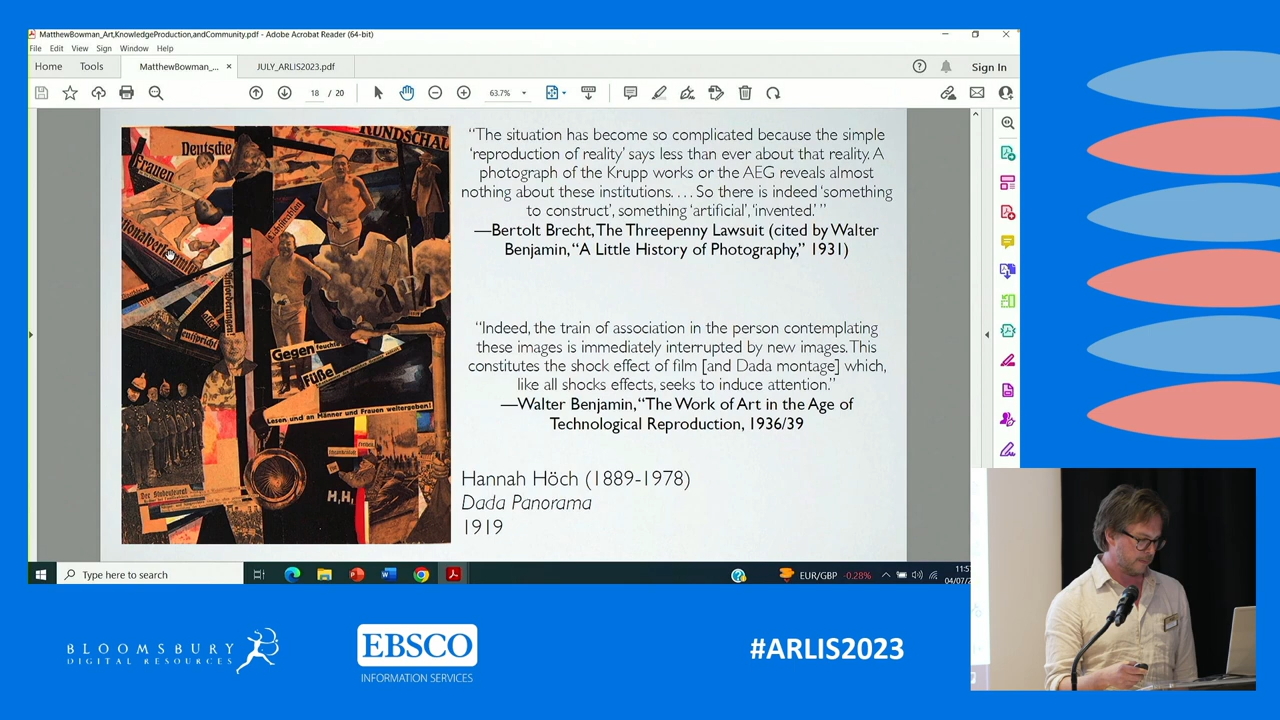 MatthewBowman_Art,KnowledgeProduction,andCommunity.pdf - Adobe Acrobat Reader (64-bit)
File Edit View Sign Window Help
Home Tools MatthewBowman_... × JULY_ARLIS2023.pdf Sign In
18 / 20 63.7%
“The situation has become so complicated because the simple
‘reproduction of reality’ says less than ever about that reality. A
photograph of the Krupp works or the AEG reveals almost
nothing about these institutions. . . . So there is indeed ‘something
to construct’, something ‘artificial’, ‘invented.’ ”
—Bertolt Brecht, The Threepenny Lawsuit (cited by Walter
Benjamin, “A Little History of Photography,” 1931)
“Indeed, the train of association in the person contemplating
these images is immediately interrupted by new images. This
constitutes the shock effect of film [and Dada montage] which,
like all shocks effects, seeks to induce attention.”
—Walter Benjamin, “The Work of Art in the Age of
Technological Reproduction, 1936/39
Hannah Höch (1889-1978)
Dada Panorama
1919
RUNDSCHAU
Deutsche
Frauen
entspricht
Gegen feuchte
Füße
Lesen und an Männer und Frauen weitergeben!
H,H,
Type here to search
EUR/GBP -0.28%
11:5
04/07/2
BLOOMSBURY
DIGITAL RESOURCES
EBSCO
INFORMATION SERVICES
#ARLIS2023